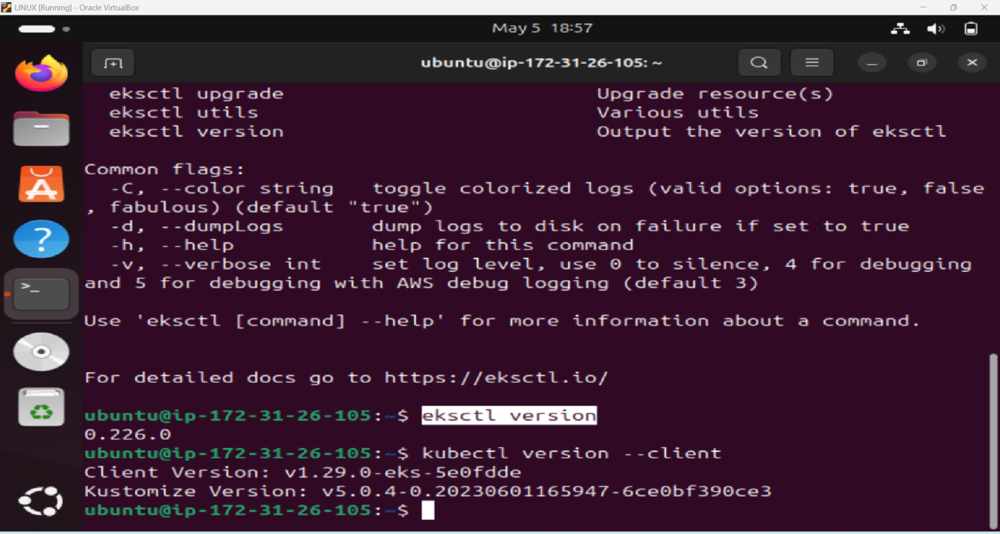 LINUX [Running] - Oracle VirtualBox
May 5 18:57
ubuntu@ip-172-31-26-105: ~
eksctl upgrade Upgrade resource(s)
eksctl utils Various utils
eksctl version Output the version of eksctl
Common flags:
-C, --color string toggle colorized logs (valid options: true, false
, fabulous) (default "true")
-d, --dumpLogs dump logs to disk on failure if set to true
-h, --help help for this command
-v, --verbose int set log level, use 0 to silence, 4 for debugging
and 5 for debugging with AWS debug logging (default 3)
Use 'eksctl [command] --help' for more information about a command.
For detailed docs go to https://eksctl.io/
ubuntu@ip-172-31-26-105:~$ eksctl version
0.226.0
ubuntu@ip-172-31-26-105:~$ kubectl version --client
Client Version: v1.29.0-eks-5e0fdde
Kustomize Version: v5.0.4-0.20230601165947-6ce0bf390ce3
ubuntu@ip-172-31-26-105:~$